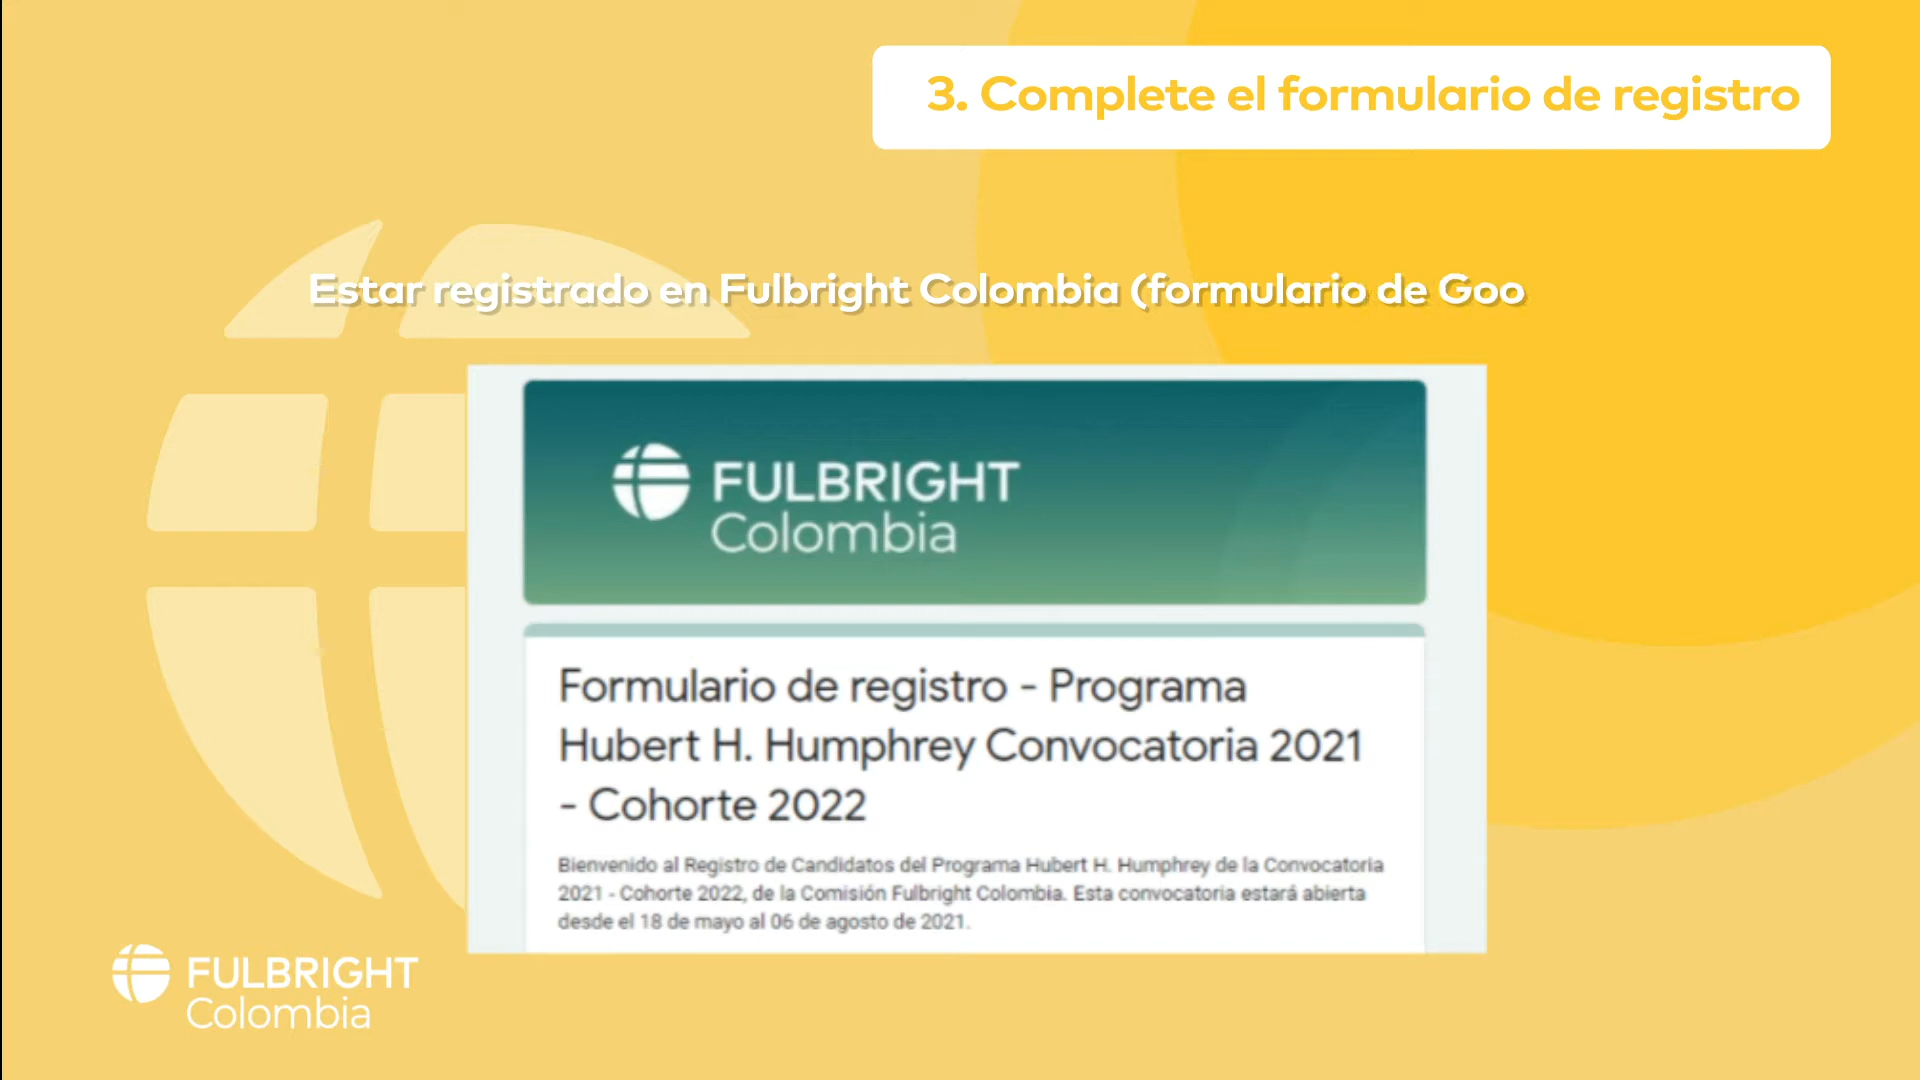 3. Complete el formulario de registro
Estar registrado en Fulbright Colombia (formulario de Goo
FULBRIGHT
Colombia
Formulario de registro - Programa
Hubert H. Humphrey Convocatoria 2021
- Cohorte 2022
Bienvenido al Registro de Candidatos del Programa Hubert H. Humphrey de la Convocatoria
2021 - Cohorte 2022, de la Comisión Fulbright Colombia. Esta convocatoria estará abierta
desde el 18 de mayo al 06 de agosto de 2021.
FULBRIGHT
Colombia